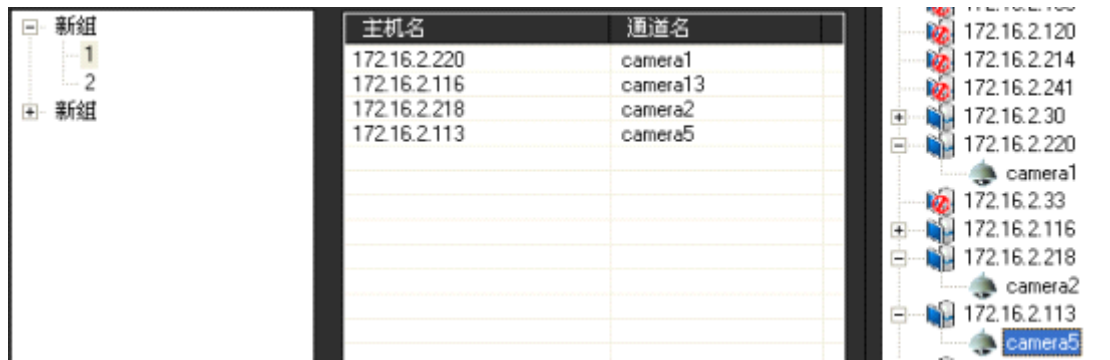 新组
1
2
新组
主机名 通道名
172.16.2.220 camera1
172.16.2.116 camera13
172.16.2.218 camera2
172.16.2.113 camera5
172.16.2.120
172.16.2.214
172.16.2.241
172.16.2.30
172.16.2.220
camera1
172.16.2.33
172.16.2.116
172.16.2.218
camera2
172.16.2.113
camera5